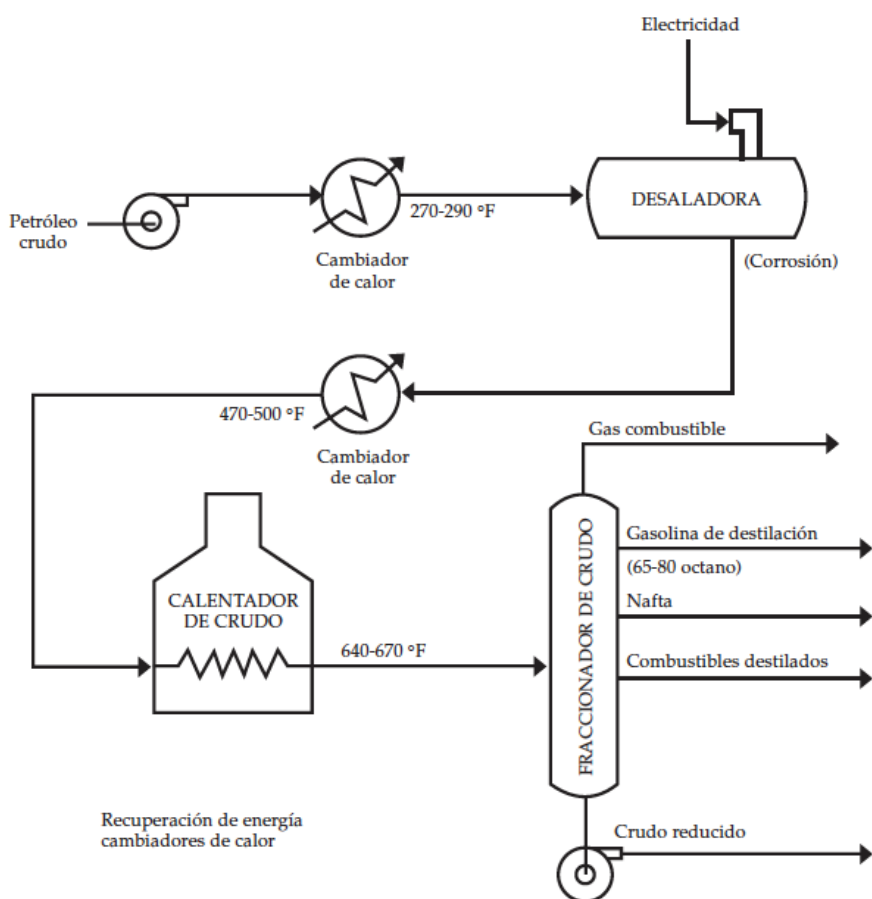 Electricidad
DESALADORA
Petróleo
crudo
270-290 °F
Cambiador
de calor
(Corrosión)
470-500 °F
Cambiador
de calor
Gas combustible
CALENTADOR
DE CRUDO
640-670 °F
FRACCIONADOR DE CRUDO
Gasolina de destilación
(65-80 octano)
Nafta
Combustibles destilados
Recuperación de energía
cambiadores de calor
Crudo reducido